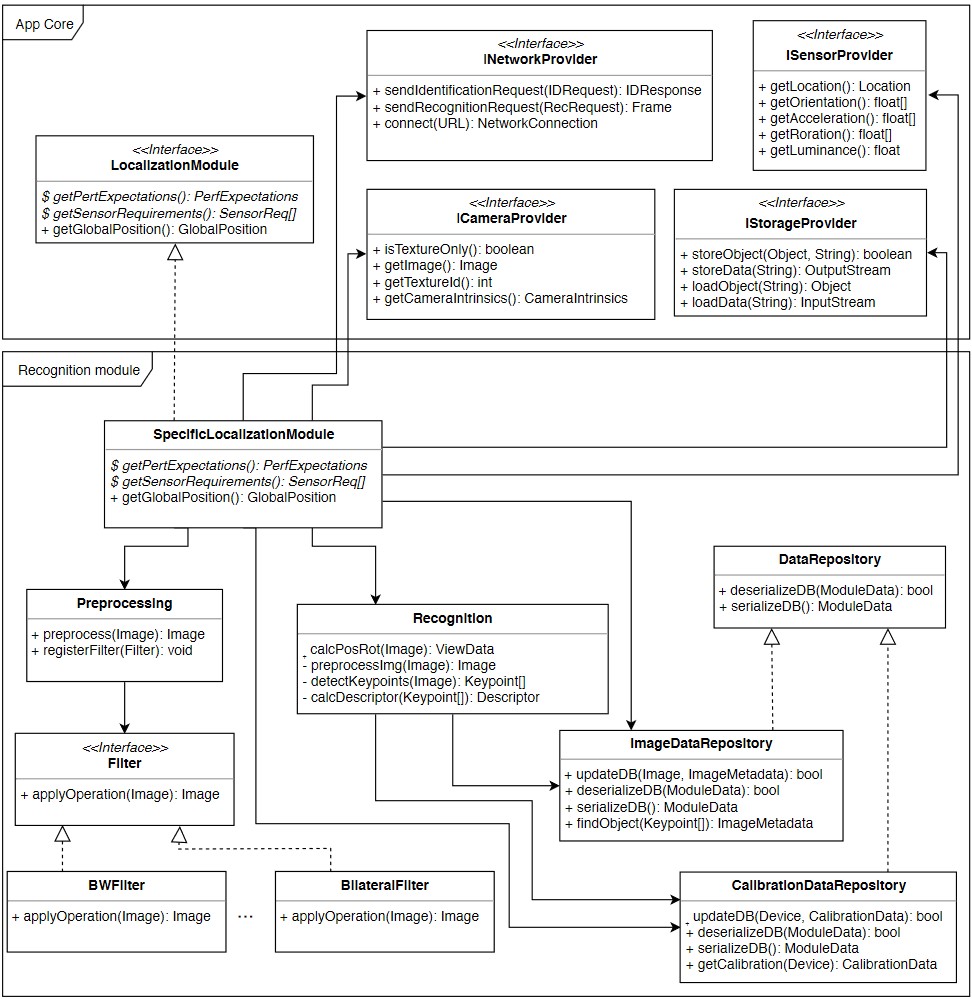 App Core
<<Interface>>
INetworkProvider
+ sendIdentificationRequest(IDRequest): IDResponse
+ sendRecognitionRequest(RecRequest): Frame
+ connect(URL): NetworkConnection
<<Interface>>
ISensorProvider
+ getLocation(): Location
+ getOrientation(): float[]
+ getAcceleration(): float[]
+ getRoration(): float[]
+ getLuminance(): float
<<Interface>>
LocalizationModule
$ getPertExpectations(): PerfExpectations
$ getSensorRequirements(): SensorReq[]
+ getGlobalPosition(): GlobalPosition
<<Interface>>
ICameraProvider
+ isTextureOnly(): boolean
+ getImage(): Image
+ getTextureId(): int
+ getCameraIntrinsics(): CameraIntrinsics
<<Interface>>
IStorageProvider
+ storeObject(Object, String): boolean
+ storeData(String): OutputStream
+ loadObject(String): Object
+ loadData(String): InputStream
Recognition module
SpecificLocalizationModule
$ getPertExpectations(): PerfExpectations
$ getSensorRequirements(): SensorReq[]
+ getGlobalPosition(): GlobalPosition
DataRepository
+ deserializeDB(ModuleData): bool
+ serializeDB(): ModuleData
Preprocessing
+ preprocess(Image): Image
+ registerFilter(Filter): void
Recognition
+ calcPosRot(Image): ViewData
- preprocessImg(Image): Image
- detectKeypoints(Image): Keypoint[]
- calcDescriptor(Keypoint[]): Descriptor
<<Interface>>
Filter
+ applyOperation(Image): Image
ImageDataRepository
+ updateDB(Image, ImageMetadata): bool
+ deserializeDB(ModuleData): bool
+ serializeDB(): ModuleData
+ findObject(Keypoint[]): ImageMetadata
BWFilter
+ applyOperation(Image): Image
...
BilateralFilter
+ applyOperation(Image): Image
CalibrationDataRepository
+ updateDB(Device, CalibrationData): bool
+ deserializeDB(ModuleData): bool
+ serializeDB(): ModuleData
+ getCalibration(Device): CalibrationData